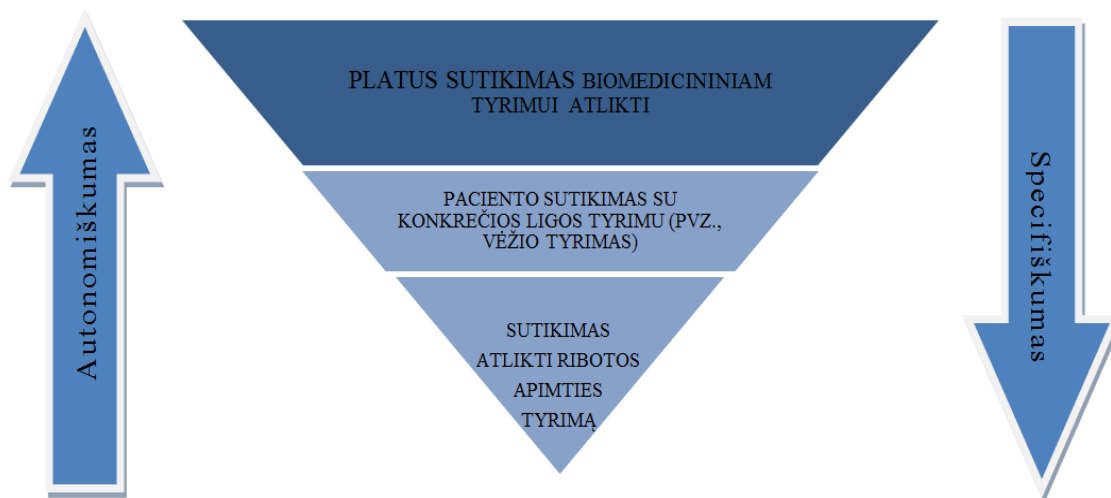 Autonomiškumas
PLATUS SUTIKIMAS BIOMEDICININIAM
TYRIMUI ATLIKTI
PACIENTO SUTIKIMAS SU
KONKREČIOS LIGOS TYRIMU (PVZ.,
VĖŽIO TYRIMAS)
SUTIKIMAS
ATLIKTI RIBOTOS
APIMTIES
TYRIMĄ
Specifiškumas